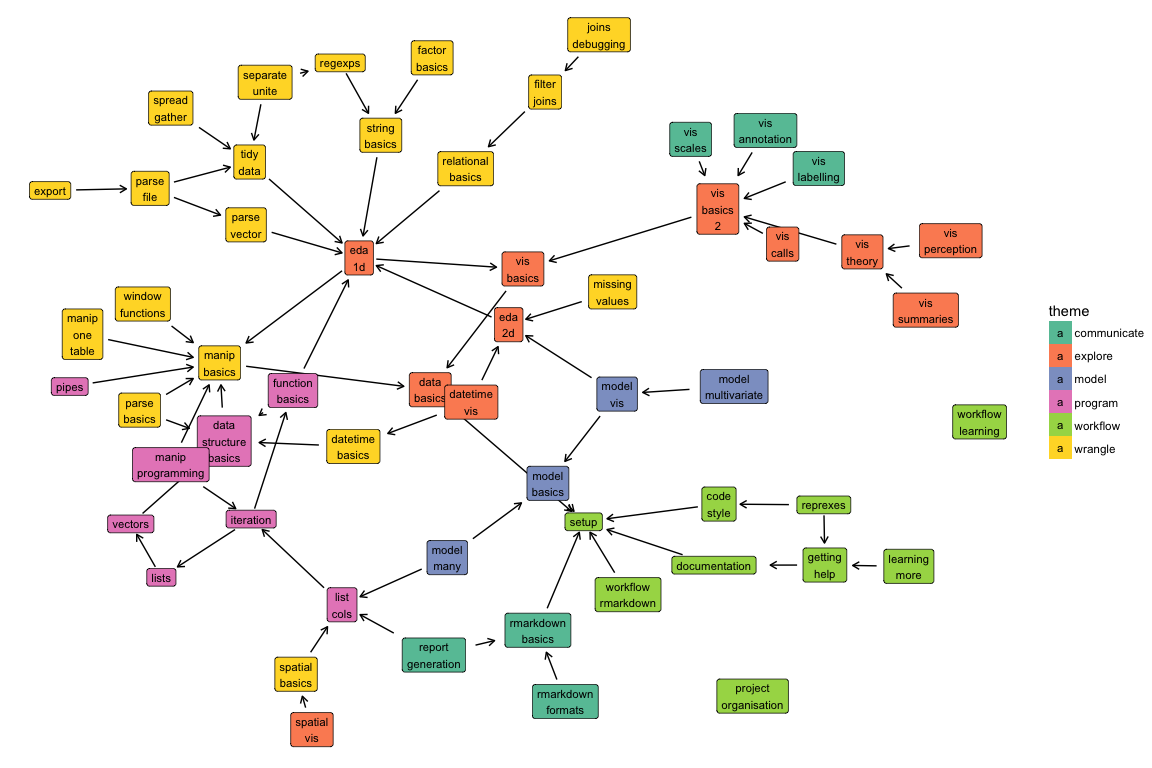 joins
debugging
factor
basics
regexps
separate
unite
filter
joins
spread
gather
string
basics
vis
scales
vis
annotation
tidy
data
relational
basics
vis
labelling
export
parse
file
vis
basics
2
parse
vector
vis
calls
vis
theory
vis
perception
eda
1d
vis
basics
missing
values
window
functions
vis
summaries
eda
2d
manip
one
table
manip
basics
pipes
function
basics
data
basics
datetime
vis
model
vis
model
multivariate
parse
basics
data
structure
basics
datetime
basics
workflow
learning
manip
programming
model
basics
code
style
reprexes
vectors
iteration
setup
lists
model
many
documentation
getting
help
learning
more
list
cols
workflow
rmarkdown
report
generation
rmarkdown
basics
spatial
basics
rmarkdown
formats
project
organisation
spatial
vis
theme
a communicate
a explore
a model
a program
a workflow
a wrangle